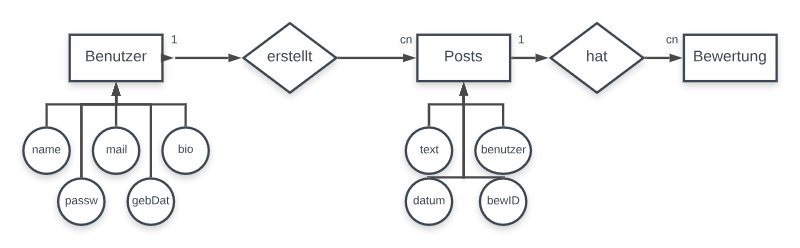 Benutzer
1
erstellt
cn
Posts
1
hat
cn
Bewertung
name
mail
bio
passw
gebDat
text
benutzer
datum
bewID